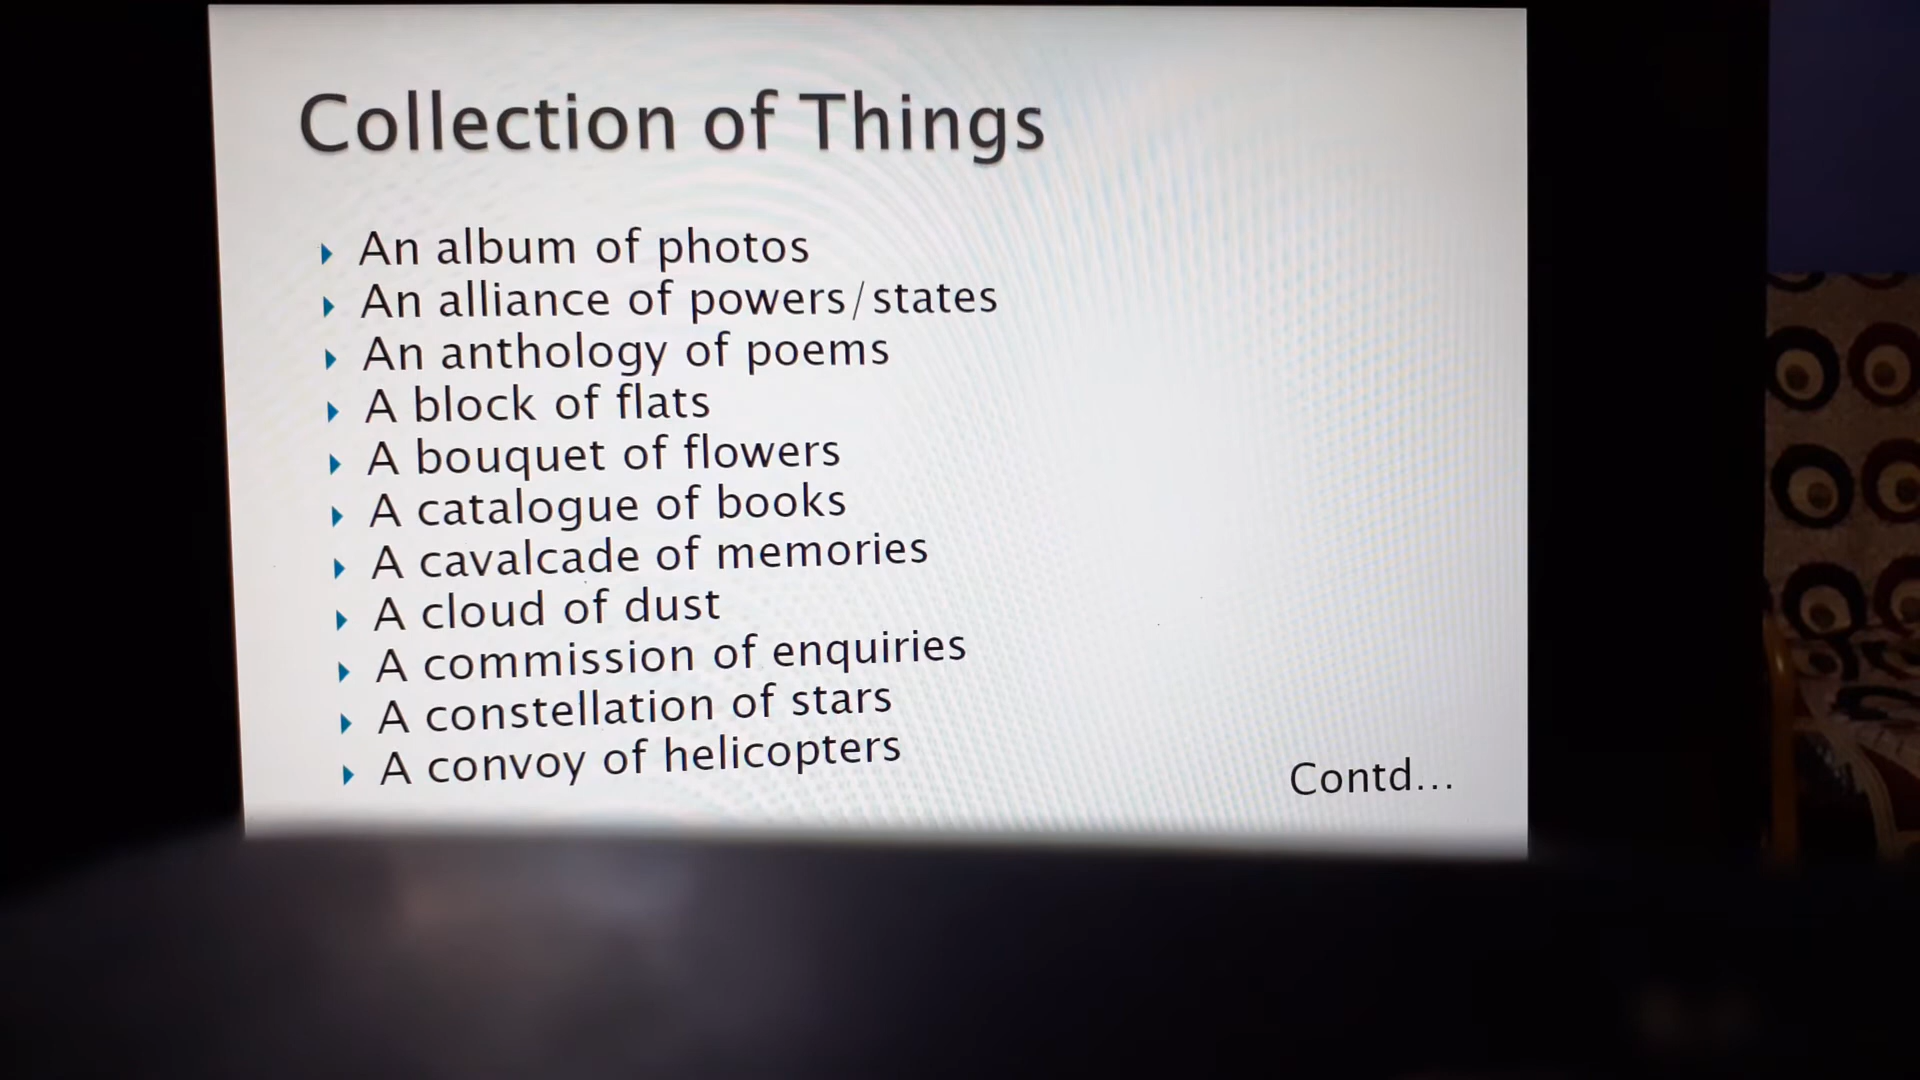 Collection of Things
An album of photos
An alliance of powers/states
An anthology of poems
A block of flats
A bouquet of flowers
A catalogue of books
A cavalcade of memories
A cloud of dust
A commission of enquiries
A constellation of stars
A convoy of helicopters
Contd...